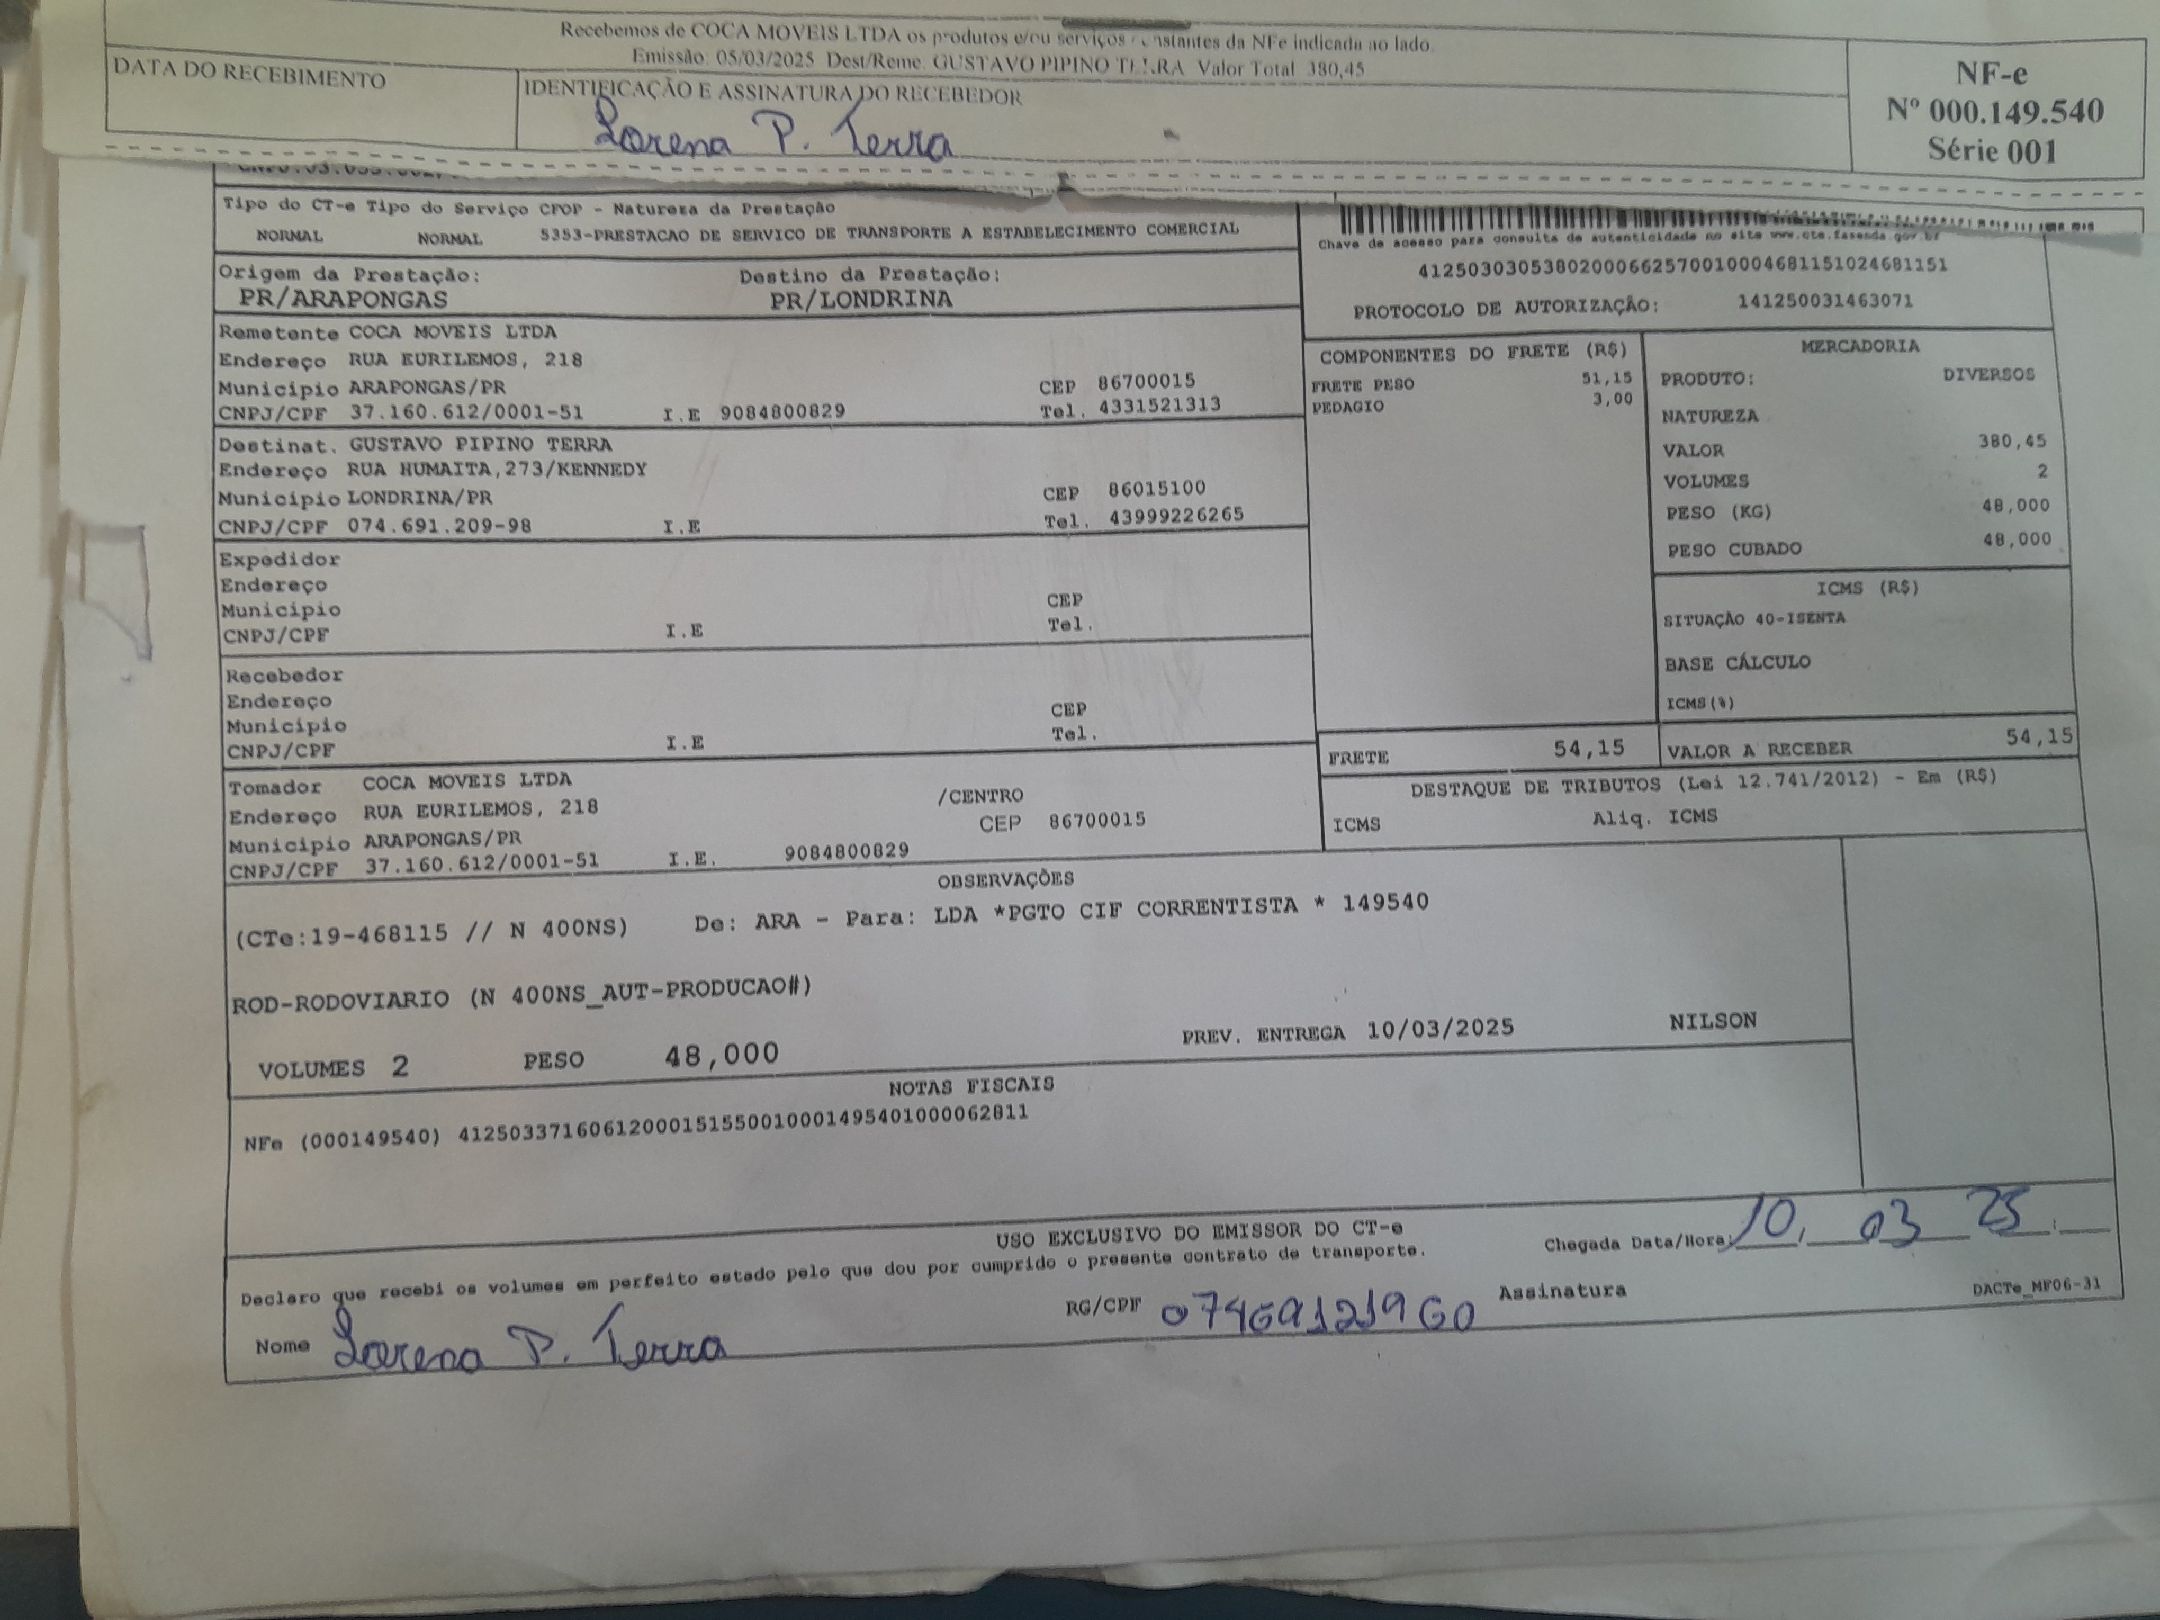 Recebemos de COCA MOVEIS LTDA os produtos e/ou serviços constantes da NFe indicada ao lado.
Emissão: 05/03/2025 Dest/Reme: GUSTAVO PIPINO TERRA Valor Total: 380,45
DATA DO RECEBIMENTO
IDENTIFICAÇÃO E ASSINATURA DO RECEBEDOR
Lorena P. Terra
NF-e
Nº 000.149.540
Série 001
Tipo do CT-e Tipo do Serviço CFOP - Natureza da Prestação
NORMAL NORMAL 5353-PRESTACAO DE SERVICO DE TRANSPORTE A ESTABELECIMENTO COMERCIAL
Chave de acesso para consulta de autenticidade no site www.cte.fazenda.gov.br
41250303053802000662570010004681151024681151
PROTOCOLO DE AUTORIZAÇÃO: 141250031463071
Origem da Prestação: Destino da Prestação:
PR/ARAPONGAS PR/LONDRINA
Remetente COCA MOVEIS LTDA
Endereço RUA EURILEMOS, 218
Município ARAPONGAS/PR CEP 86700015
CNPJ/CPF 37.160.612/0001-51 I.E 9084800829 Tel. 4331521313
Destinat. GUSTAVO PIPINO TERRA
Endereço RUA HUMAITA,273/KENNEDY
Município LONDRINA/PR CEP 86015100
CNPJ/CPF 074.691.209-98 I.E Tel. 43999226265
Expedidor
Endereço
Município CEP
CNPJ/CPF I.E Tel.
Recebedor
Endereço
Município CEP
CNPJ/CPF I.E Tel.
Tomador COCA MOVEIS LTDA
Endereço RUA EURILEMOS, 218 /CENTRO
Município ARAPONGAS/PR CEP 86700015
CNPJ/CPF 37.160.612/0001-51 I.E. 9084800829
COMPONENTES DO FRETE (R$)
FRETE PESO 51,15
PEDAGIO 3,00
MERCADORIA
PRODUTO: DIVERSOS
NATUREZA
VALOR 380,45
VOLUMES 2
PESO (KG) 48,000
PESO CUBADO 48,000
ICMS (R$)
SITUAÇÃO 40-ISENTA
BASE CÁLCULO
ICMS(%)
FRETE 54,15 VALOR A RECEBER 54,15
DESTAQUE DE TRIBUTOS (Lei 12.741/2012) - Em (R$)
ICMS Aliq. ICMS
OBSERVAÇÕES
(CTe:19-468115 // N 400NS) De: ARA - Para: LDA *PGTO CIF CORRENTISTA * 149540
ROD-RODOVIARIO (N 400NS_AUT-PRODUCAO#)
VOLUMES 2 PESO 48,000 PREV. ENTREGA 10/03/2025 NILSON
NOTAS FISCAIS
NFe (000149540) 41250337160612000151550010001495401000062811
USO EXCLUSIVO DO EMISSOR DO CT-e
Declaro que recebi os volumes em perfeito estado pelo que dou por cumprido o presente contrato de transporte.
Chegada Data/Hora: 10, 03 25 :
Nome Lorena P. Terra RG/CPF 07469121960 Assinatura
DACTe_MF06-31